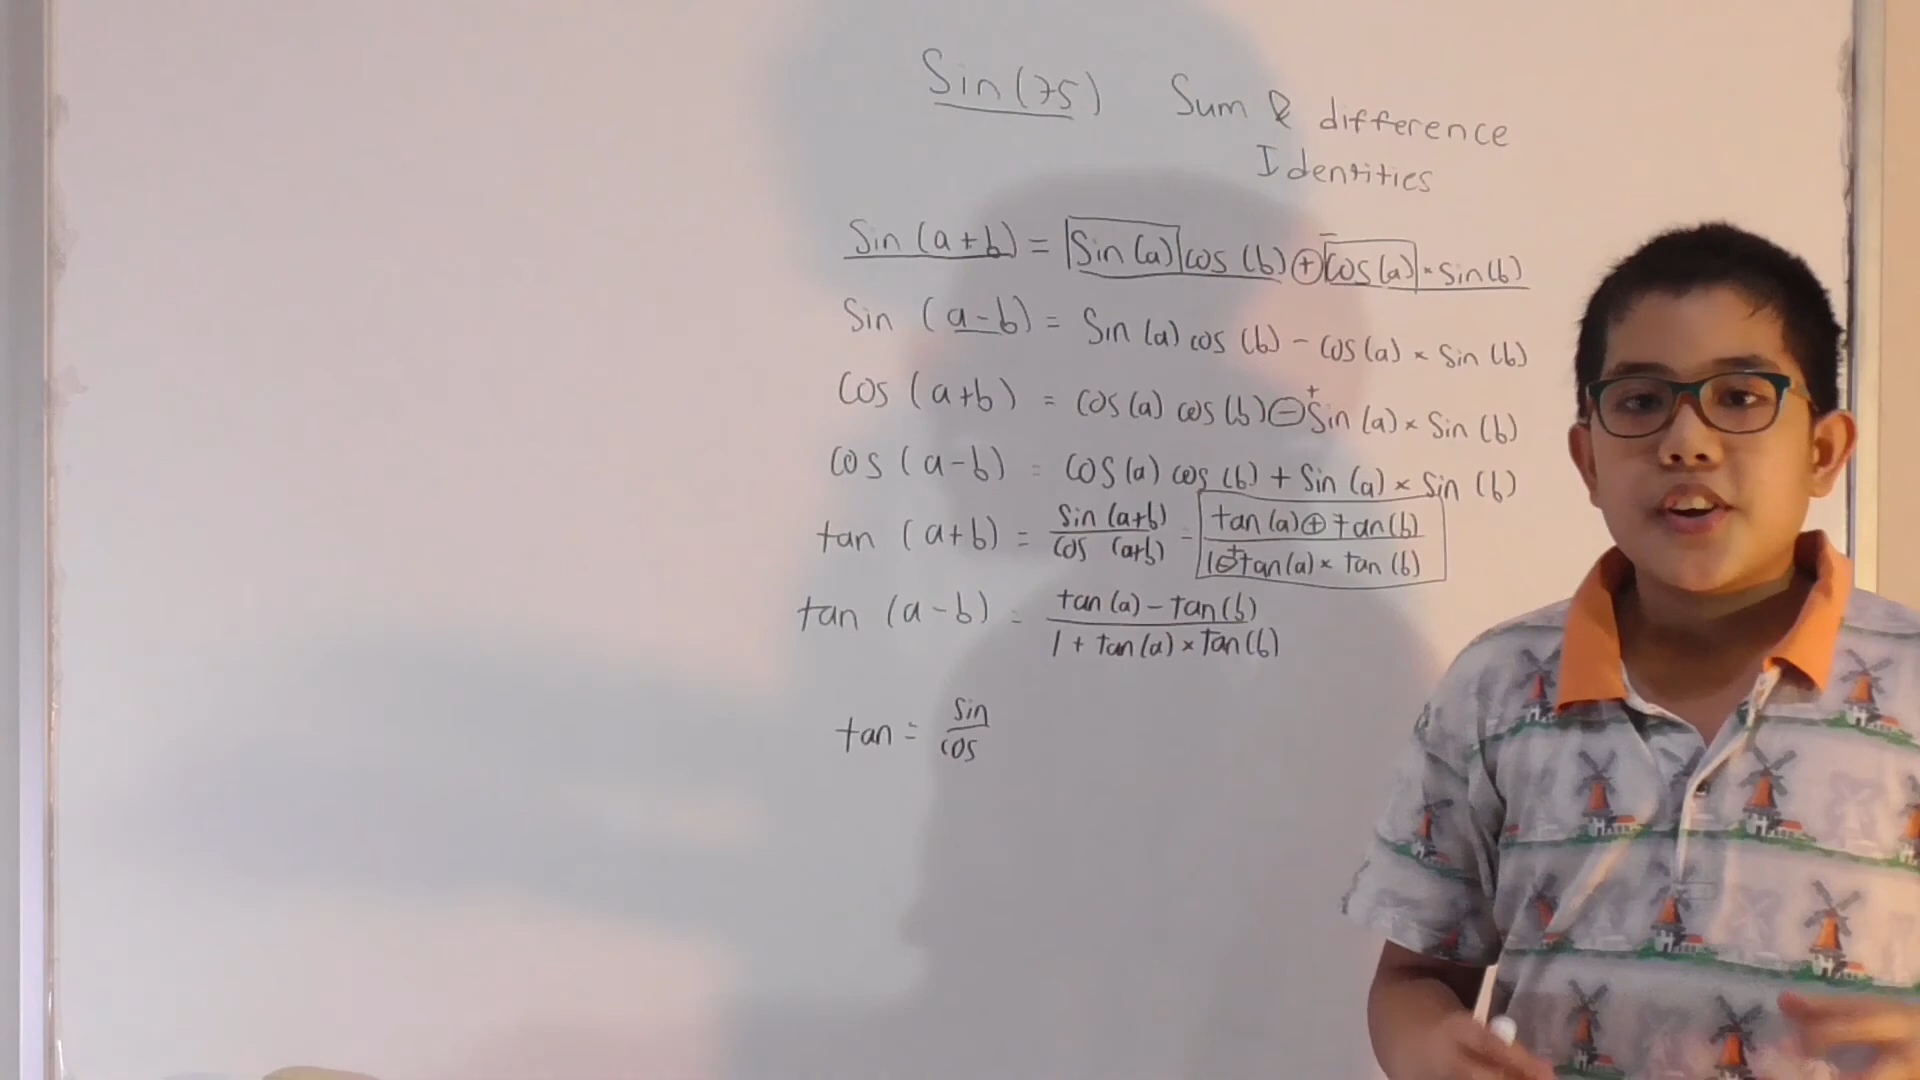 Sin(75) Sum & difference
Identities
Sin (a+b) = Sin(a) cos (b) + cos(a) · sin(b)
Sin (a-b) = Sin (a) cos (b) - cos(a) × Sin (b)
Cos (a+b) = cos(a) cos (b) - Sin (a) × Sin (b)
cos (a-b) = cos (a) cos (b) + Sin (a) × Sin (b)
tan (a+b) = sin (a+b) / cos (a+b) = tan (a) + tan (b) / 1 - tan(a) × tan (b)
tan (a-b) = tan (a) - tan (b) / 1 + tan (a) × tan (b)
tan = sin / cos